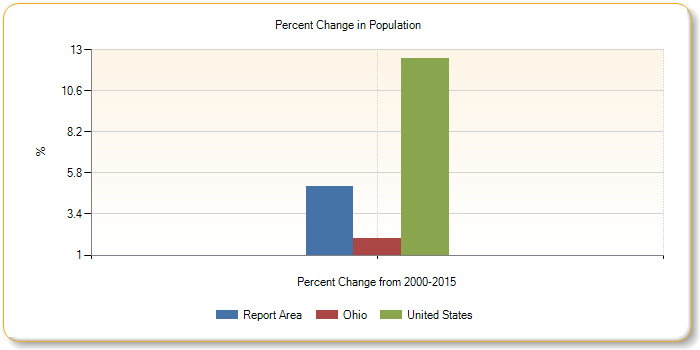 Percent Change in Population
13
10.6
8.2
5.8
3.4
1
%
Percent Change from 2000-2015
Report Area Ohio United States